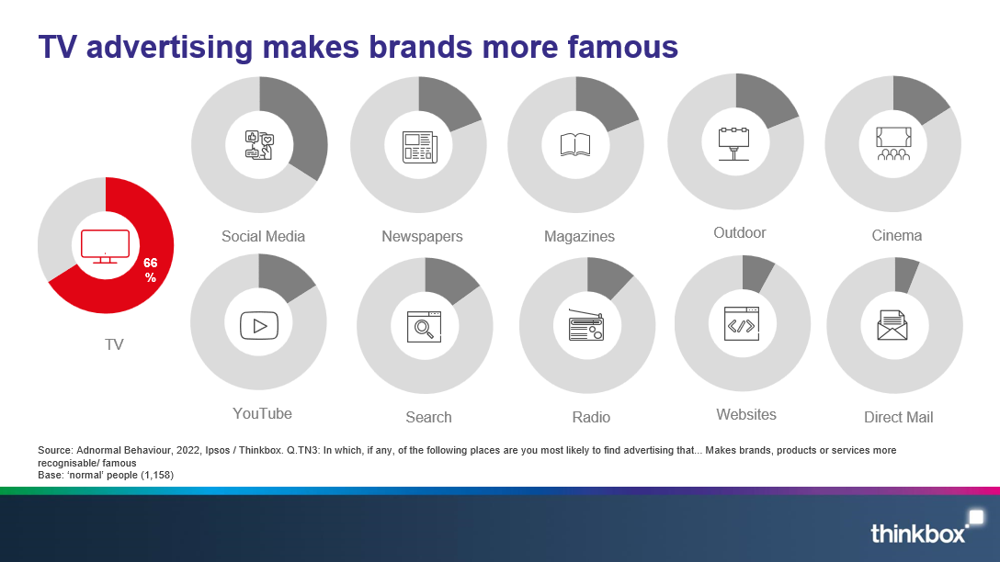 TV advertising makes brands more famous
Social Media
Newspapers
Magazines
Outdoor
Cinema
66
%
TV
YouTube
Search
Radio
Websites
Direct Mail
Source: Adnormal Behaviour, 2022, Ipsos / Thinkbox. Q.TN3: In which, if any, of the following places are you most likely to find advertising that... Makes brands, products or services more
recognisable/ famous
Base: ‘normal’ people (1,158)
thinkbox